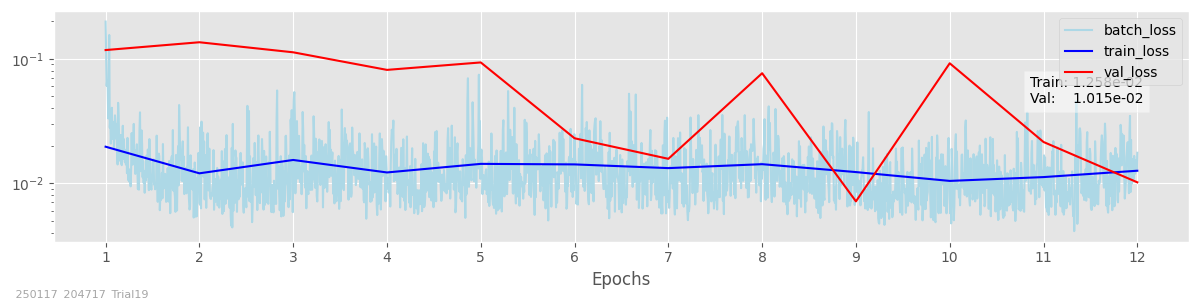 batch_loss
train_loss
val_loss
Train: 1.258e-02
Val: 1.015e-02
10⁻¹
10⁻²
1 2 3 4 5 6 7 8 9 10 11 12
Epochs
250117_204717_Trial19